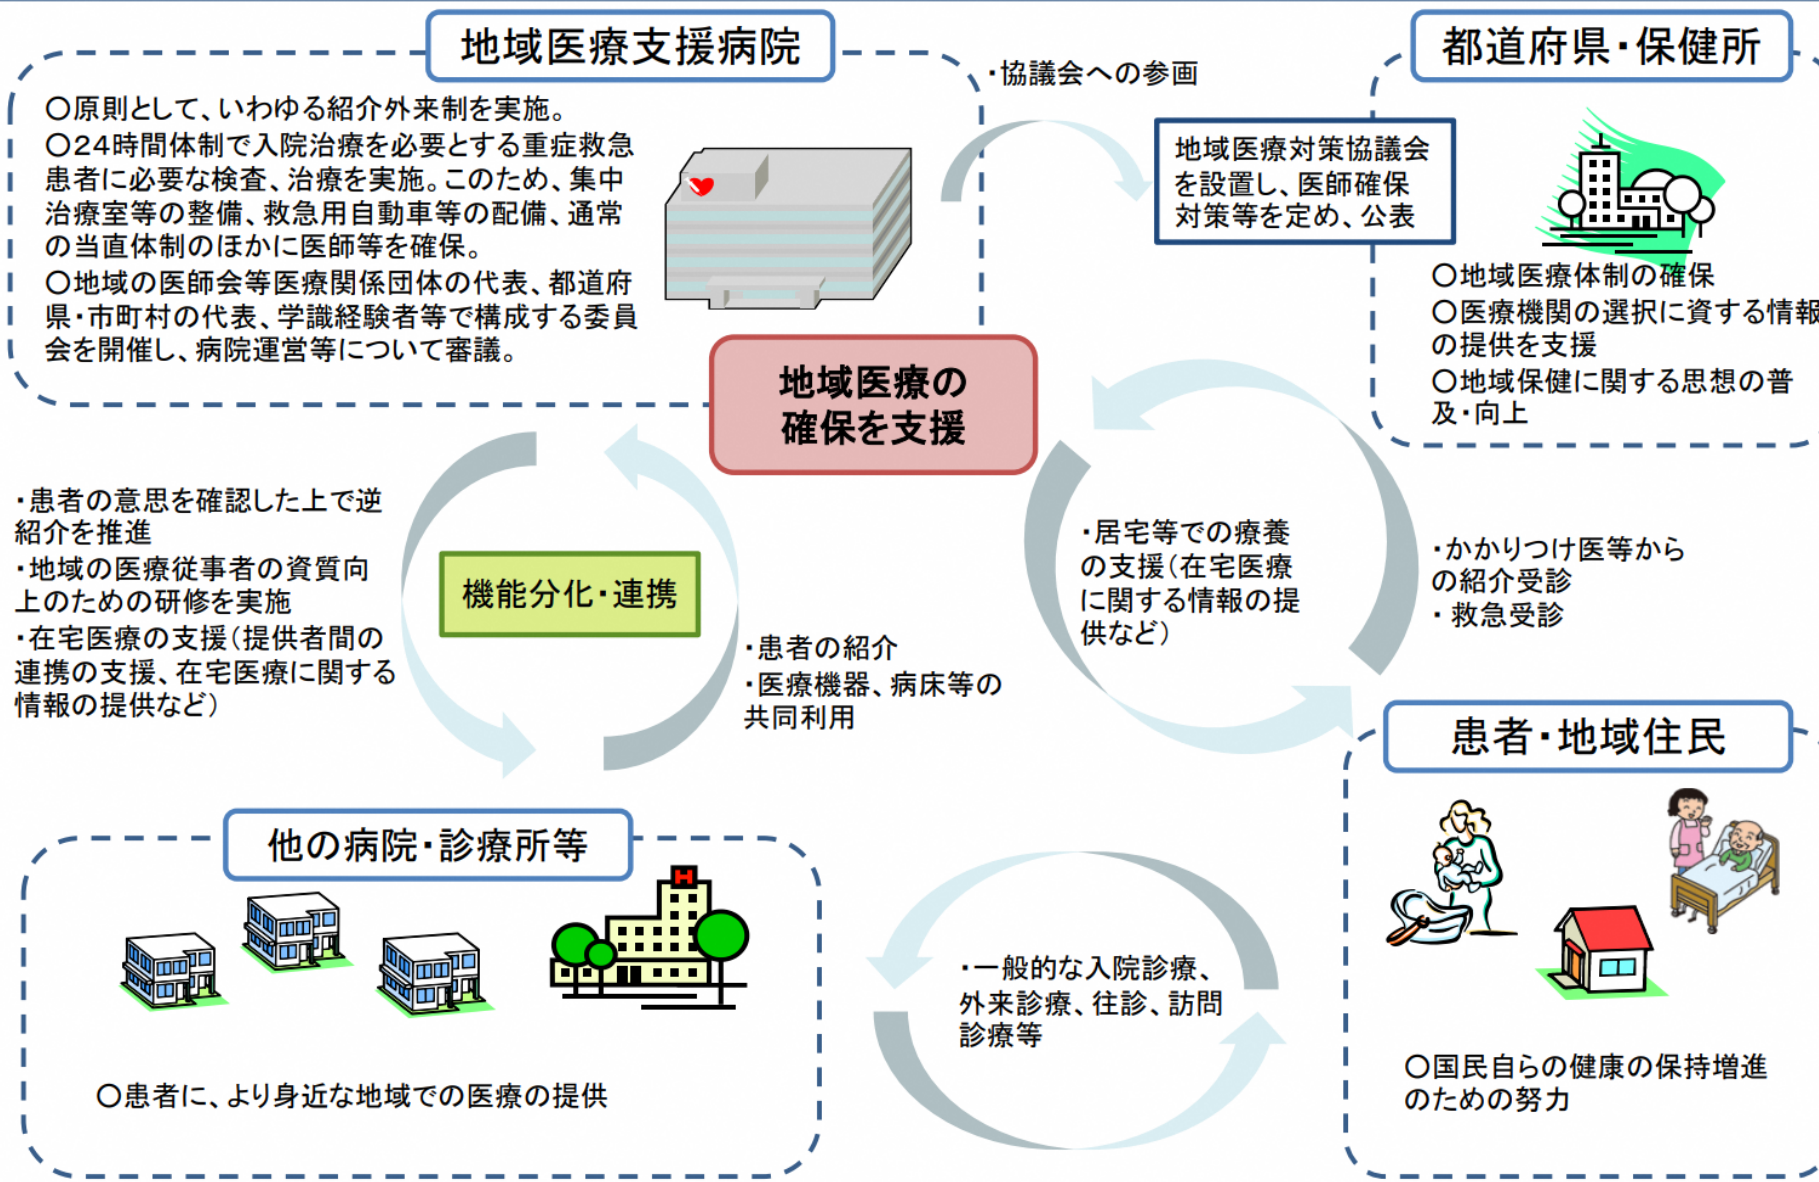 地域医療支援病院
○原則として、いわゆる紹介外来制を実施。
○24時間体制で入院治療を必要とする重症救急
患者に必要な検査、治療を実施。このため、集中
治療室等の整備、救急用自動車等の配備、通常
の当直体制のほかに医師等を確保。
○地域の医師会等医療関係団体の代表、都道府
県・市町村の代表、学識経験者等で構成する委員
会を開催し、病院運営等について審議。
・協議会への参画
都道府県・保健所
地域医療対策協議会
を設置し、医師確保
対策等を定め、公表
○地域医療体制の確保
○医療機関の選択に資する情報
の提供を支援
○地域保健に関する思想の普
及・向上
地域医療の
確保を支援
・患者の意思を確認した上で逆
紹介を推進
・地域の医療従事者の資質向
上のための研修を実施
・在宅医療の支援（提供者間の
連携の支援、在宅医療に関する
情報の提供など）
機能分化・連携
・患者の紹介
・医療機器、病床等の
共同利用
・居宅等での療養
の支援（在宅医療
に関する情報の提
供など）
・かかりつけ医等から
の紹介受診
・救急受診
患者・地域住民
○国民自らの健康の保持増進
のための努力
他の病院・診療所等
H
○患者に、より身近な地域での医療の提供
・一般的な入院診療、
外来診療、往診、訪問
診療等